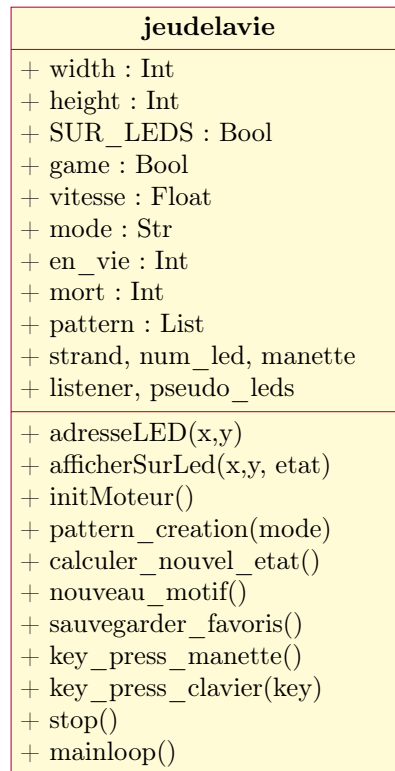 jeudelavie
+ width : Int
+ height : Int
+ SUR_LEDS : Bool
+ game : Bool
+ vitesse : Float
+ mode : Str
+ en_vie : Int
+ mort : Int
+ pattern : List
+ strand, num_led, manette
+ listener, pseudo_leds
+ adresseLED(x,y)
+ afficherSurLed(x,y, etat)
+ initMoteur()
+ pattern_creation(mode)
+ calculer_nouvel_etat()
+ nouveau_motif()
+ sauvegarder_favoris()
+ key_press_manette()
+ key_press_clavier(key)
+ stop()
+ mainloop()